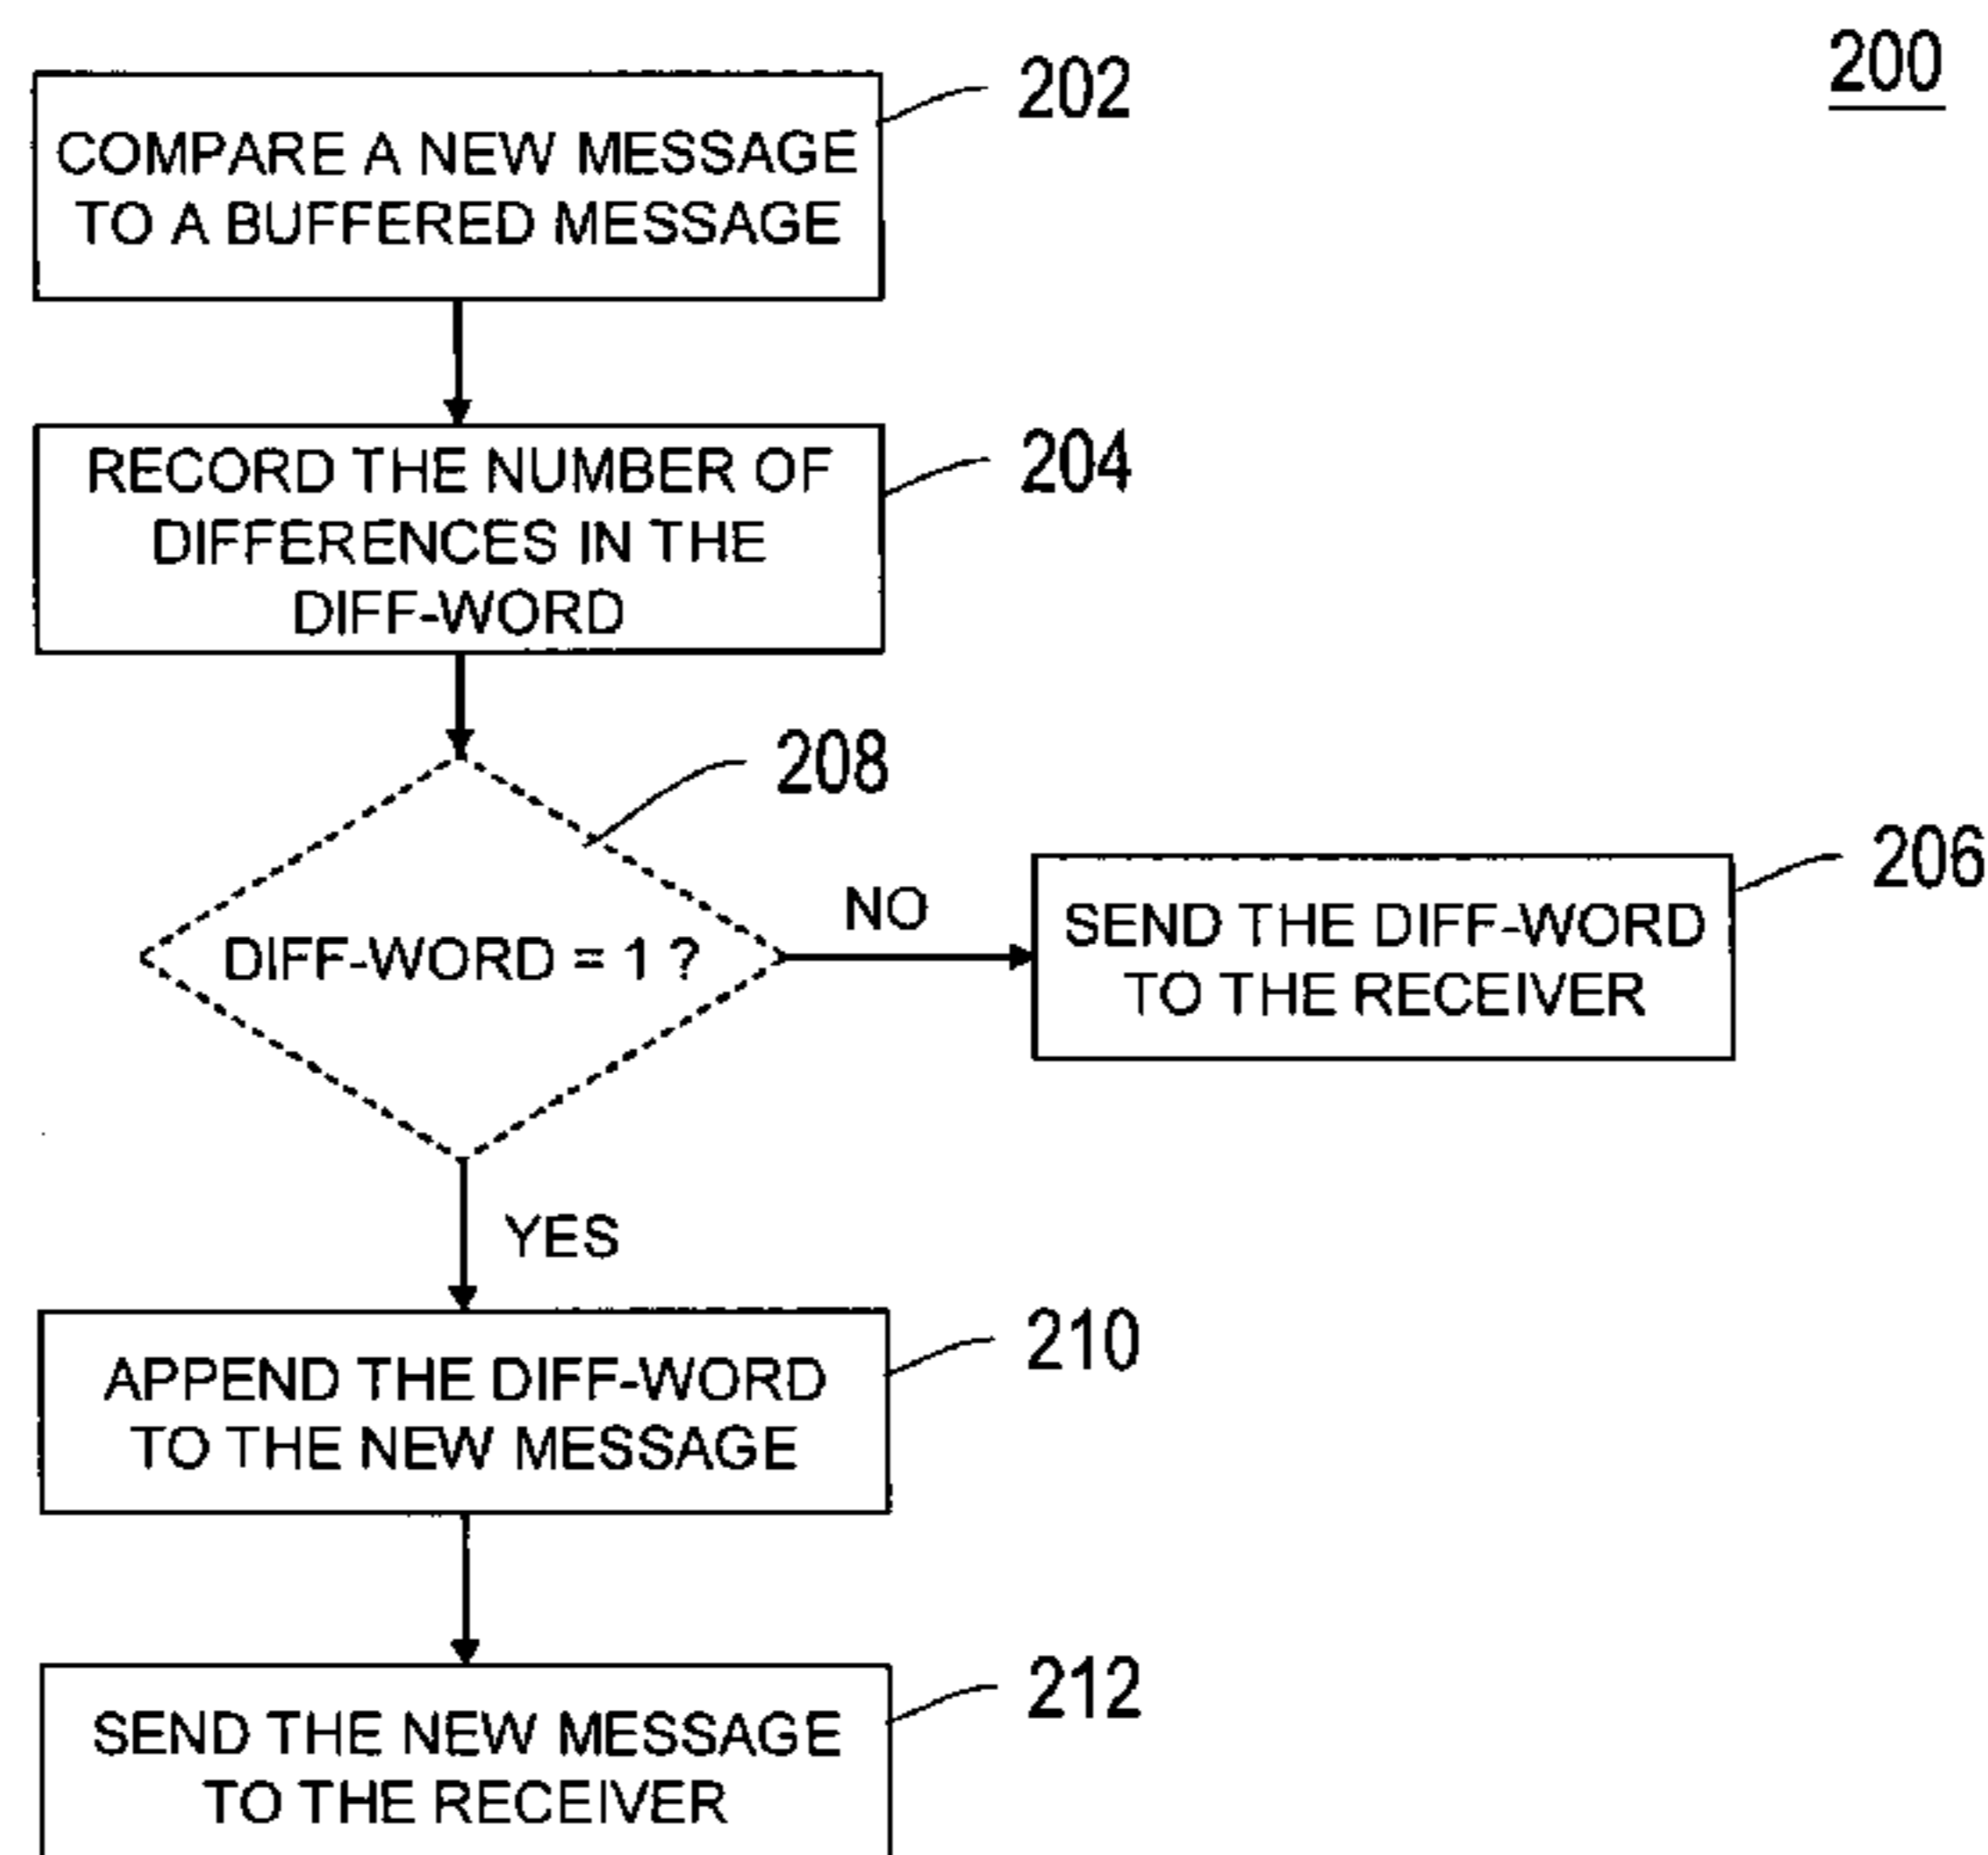 200
202
COMPARE A NEW MESSAGE
TO A BUFFERED MESSAGE
204
RECORD THE NUMBER OF
DIFFERENCES IN THE
DIFF-WORD
208
DIFF-WORD = 1 ?
NO
206
SEND THE DIFF-WORD
TO THE RECEIVER
YES
210
APPEND THE DIFF-WORD
TO THE NEW MESSAGE
212
SEND THE NEW MESSAGE
TO THE RECEIVER